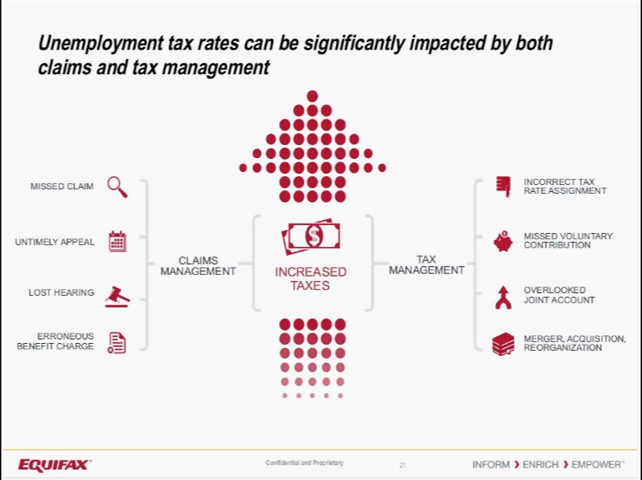 Unemployment tax rates can be significantly impacted by both
claims and tax management
MISSED CLAIM
UNTIMELY APPEAL
LOST HEARING
ERRONEOUS
BENEFIT CHARGE
CLAIMS
MANAGEMENT
$
INCREASED
TAXES
TAX
MANAGEMENT
INCORRECT TAX
RATE ASSIGNMENT
MISSED VOLUNTARY
CONTRIBUTION
OVERLOOKED
JOINT ACCOUNT
MERGER, ACQUISITION,
REORGANIZATION
EQUIFAX
Confidential and Proprietary
21
INFORM ❯ ENRICH ❯ EMPOWER™